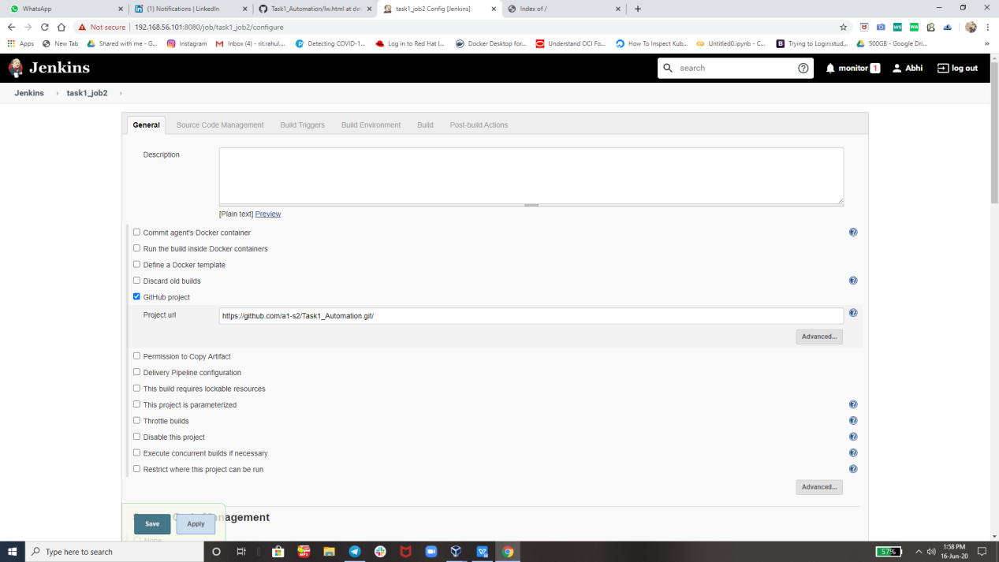 WhatsApp
(1) Notifications | LinkedIn
Task1_Automation/lw.html at dev
task1_job2 Config [Jenkins]
Index of /
Not secure | 192.168.56.101:8080/job/task1_job2/configure
Apps New Tab Shared with me - G... Instagram Inbox (4) - rit.rahul... Detecting COVID-1... Log in to Red Hat I... Docker Desktop for... Understand OCI Fo... How To Inspect Kub... Untitled0.ipynb - C... Trying to Loginstud... 500GB - Google Dri... »
Jenkins
search
monitor 1
Abhi
log out
Jenkins task1_job2
General Source Code Management Build Triggers Build Environment Build Post-build Actions
Description
[Plain text] Preview
Commit agent's Docker container
Run the build inside Docker containers
Define a Docker template
Discard old builds
GitHub project
Project url https://github.com/a1-s2/Task1_Automation.git/
Advanced...
Permission to Copy Artifact
Delivery Pipeline configuration
This build requires lockable resources
This project is parameterized
Throttle builds
Disable this project
Execute concurrent builds if necessary
Restrict where this project can be run
Advanced...
Save Apply
None
Type here to search
57%
1:58 PM
16-Jun-20